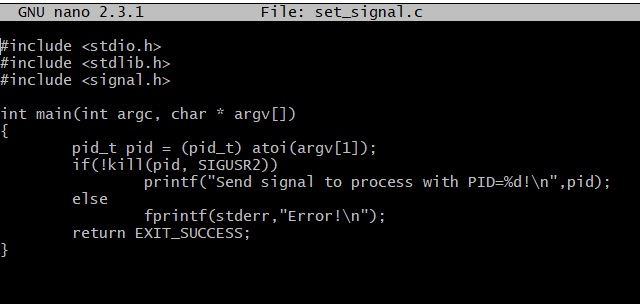 GNU nano 2.3.1 File: set_signal.c
#include <stdio.h>
#include <stdlib.h>
#include <signal.h>
int main(int argc, char * argv[])
{
pid_t pid = (pid_t) atoi(argv[1]);
if(!kill(pid, SIGUSR2))
printf("Send signal to process with PID=%d!\n",pid);
else
fprintf(stderr,"Error!\n");
return EXIT_SUCCESS;
}